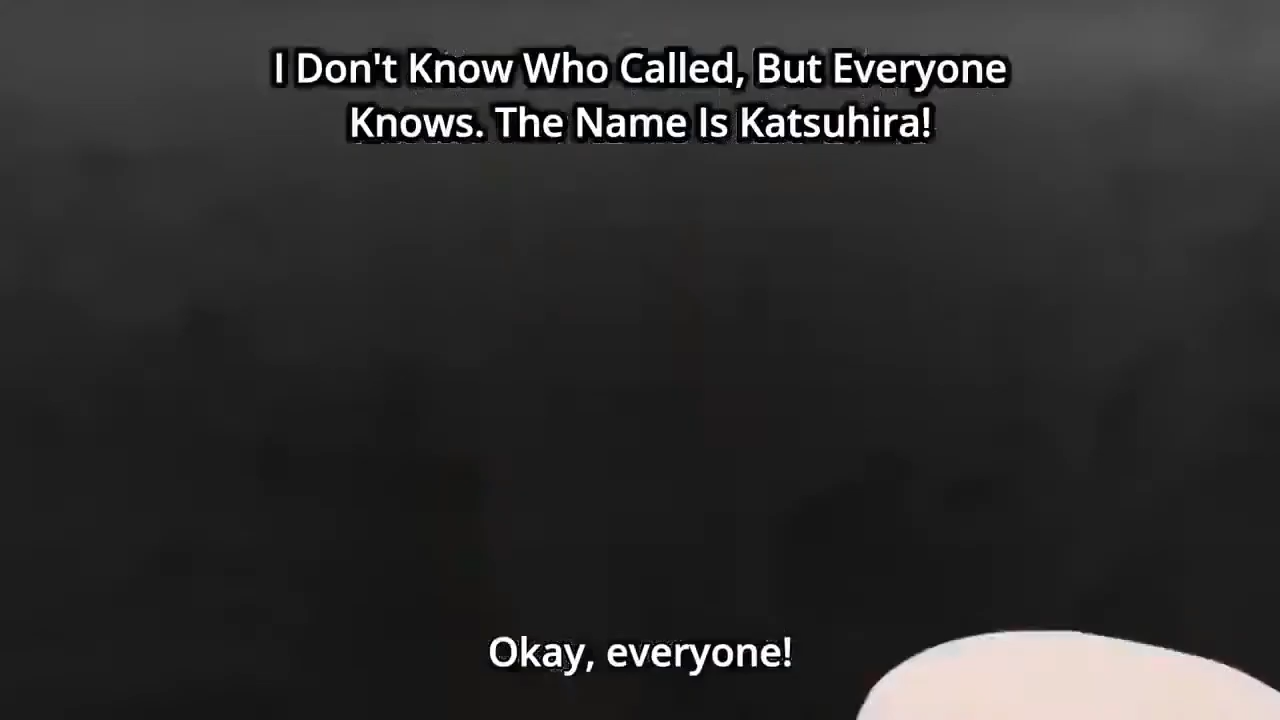 I Don't Know Who Called, But Everyone
Knows. The Name Is Katsuhira!
Okay, everyone!